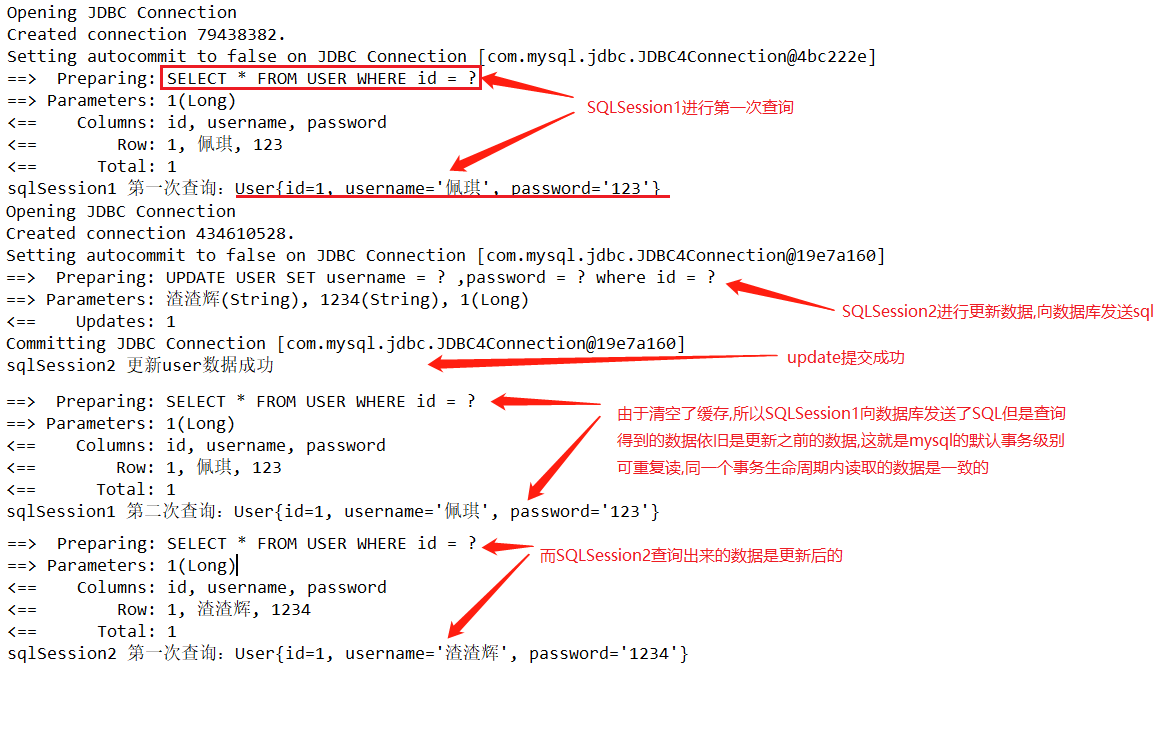 Opening JDBC Connection
Created connection 79438382.
Setting autocommit to false on JDBC Connection [com.mysql.jdbc.JDBC4Connection@4bc222e]
==>  Preparing: SELECT * FROM USER WHERE id = ?
==> Parameters: 1(Long)
SQLSession1进行第一次查询
<==    Columns: id, username, password
<==        Row: 1, 佩琪, 123
<==      Total: 1
sqlSession1 第一次查询：User{id=1, username='佩琪', password='123'}
Opening JDBC Connection
Created connection 434610528.
Setting autocommit to false on JDBC Connection [com.mysql.jdbc.JDBC4Connection@19e7a160]
==>  Preparing: UPDATE USER SET username = ? ,password = ? where id = ?
==> Parameters: 渣渣辉(String), 1234(String), 1(Long)
SQLSession2进行更新数据,向数据库发送sql
<==    Updates: 1
Committing JDBC Connection [com.mysql.jdbc.JDBC4Connection@19e7a160]
update提交成功
sqlSession2 更新user数据成功
==>  Preparing: SELECT * FROM USER WHERE id = ?
==> Parameters: 1(Long)
<==    Columns: id, username, password
<==        Row: 1, 佩琪, 123
<==      Total: 1
由于清空了缓存,所以SQLSession1向数据库发送了SQL但是查询
得到的数据依旧是更新之前的数据,这就是mysql的默认事务级别
可重复读,同一个事务生命周期内读取的数据是一致的
sqlSession1 第二次查询：User{id=1, username='佩琪', password='123'}
==>  Preparing: SELECT * FROM USER WHERE id = ?
而SQLSession2查询出来的数据是更新后的
==> Parameters: 1(Long)
<==    Columns: id, username, password
<==        Row: 1, 渣渣辉, 1234
<==      Total: 1
sqlSession2 第一次查询：User{id=1, username='渣渣辉', password='1234'}